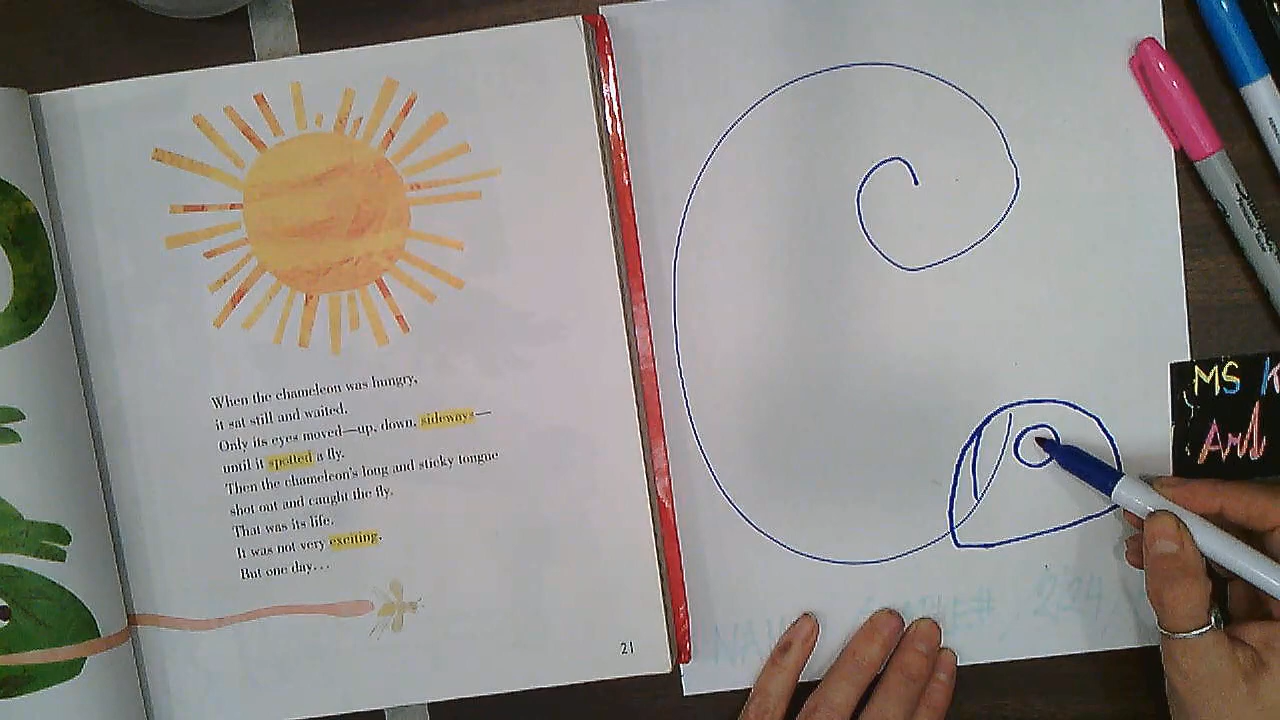 When the chameleon was hungry,
it sat still and waited.
Only its eyes moved—up, down, sideways—
until it spotted a fly.
Then the chameleon's long and sticky tongue
shot out and caught the fly.
That was its life.
It was not very exciting.
But one day...
21
MS K
Art
224